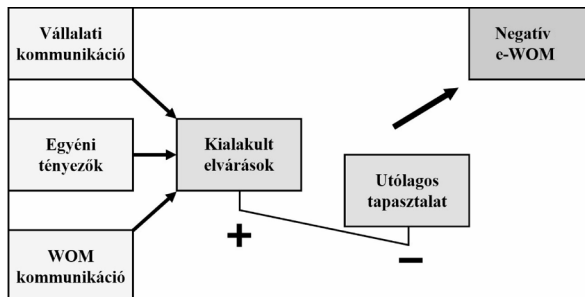 Vállalati
kommunikáció
Negatív
e-WOM
Egyéni
tényezők
Kialakult
elvárások
Utólagos
tapasztalat
WOM
kommunikáció
+
−